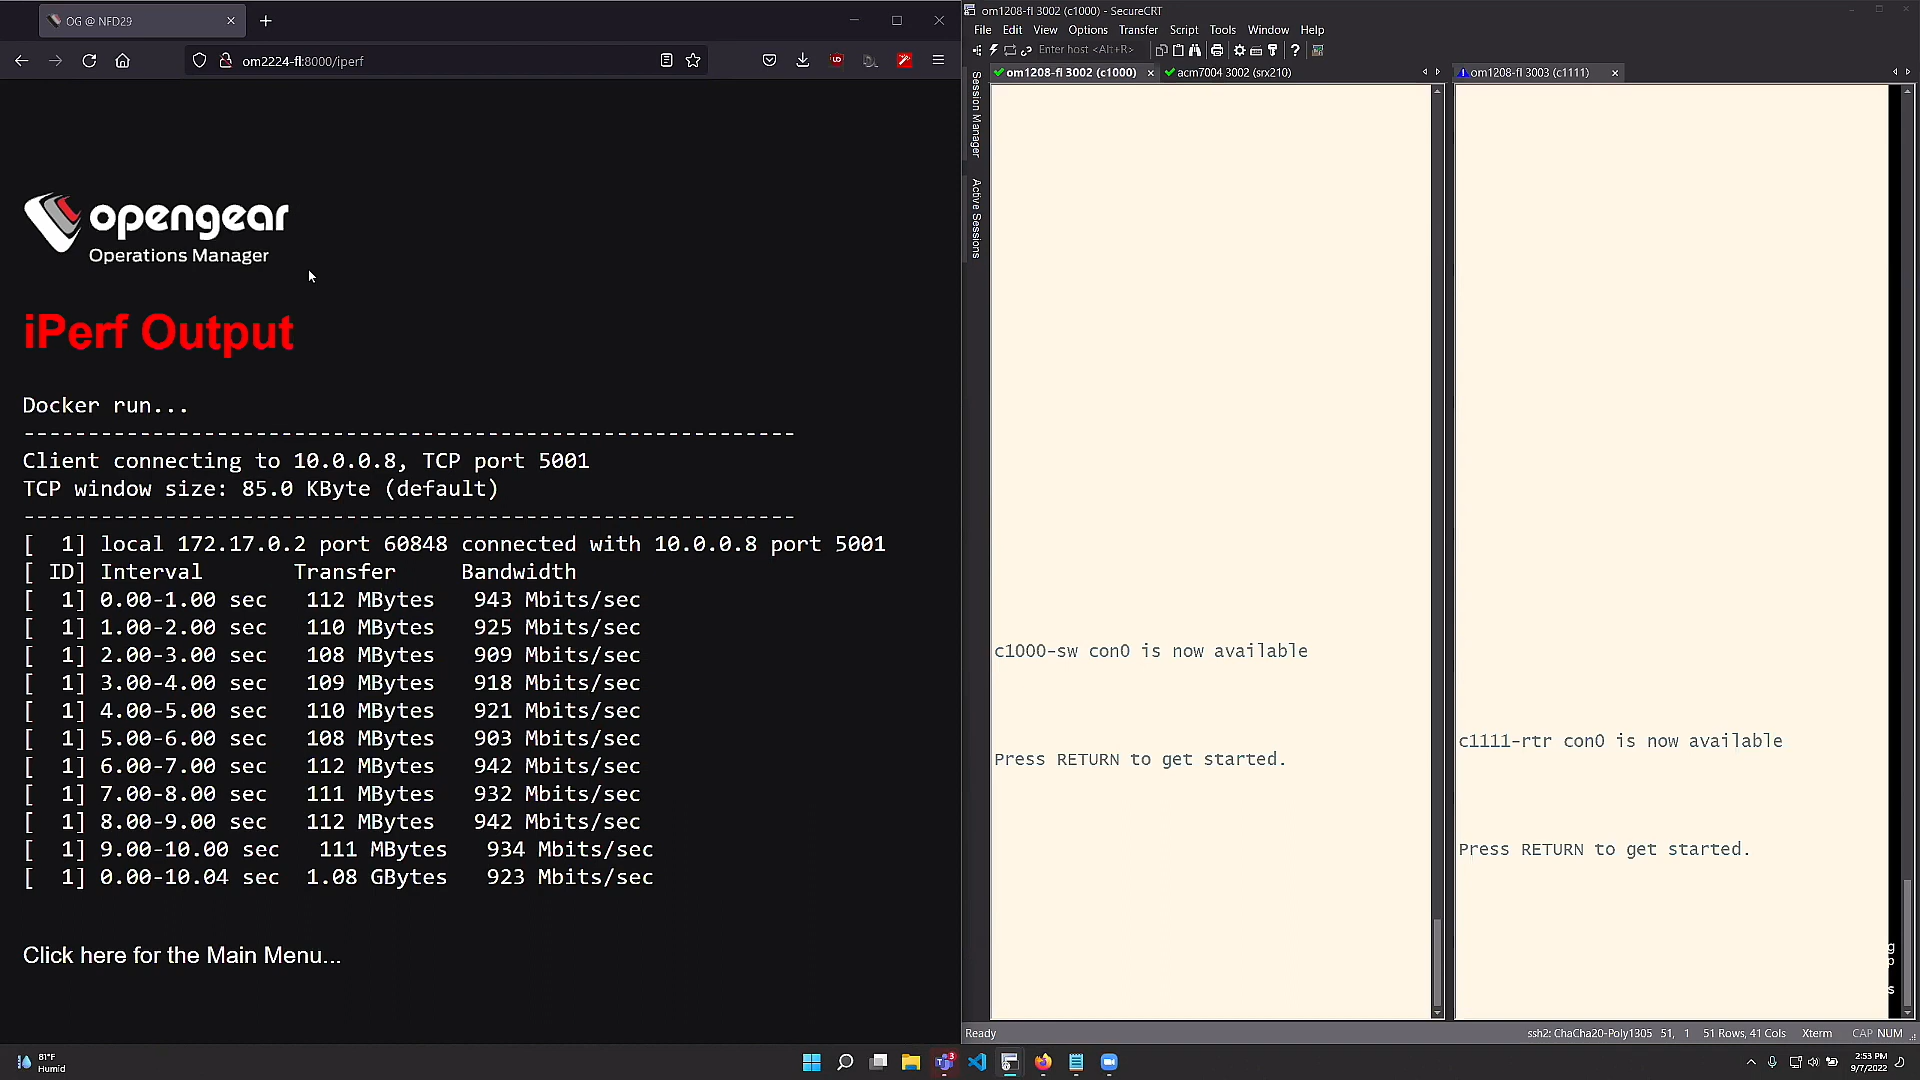 OG @ NFD29
om2224-fl:8000/iperf
opengear
Operations Manager
iPerf Output
Docker run...
------------------------------------------------------------
Client connecting to 10.0.0.8, TCP port 5001
TCP window size: 85.0 KByte (default)
------------------------------------------------------------
[  1] local 172.17.0.2 port 60848 connected with 10.0.0.8 port 5001
[ ID] Interval       Transfer     Bandwidth
[  1] 0.00-1.00 sec   112 MBytes   943 Mbits/sec
[  1] 1.00-2.00 sec   110 MBytes   925 Mbits/sec
[  1] 2.00-3.00 sec   108 MBytes   909 Mbits/sec
[  1] 3.00-4.00 sec   109 MBytes   918 Mbits/sec
[  1] 4.00-5.00 sec   110 MBytes   921 Mbits/sec
[  1] 5.00-6.00 sec   108 MBytes   903 Mbits/sec
[  1] 6.00-7.00 sec   112 MBytes   942 Mbits/sec
[  1] 7.00-8.00 sec   111 MBytes   932 Mbits/sec
[  1] 8.00-9.00 sec   112 MBytes   942 Mbits/sec
[  1] 9.00-10.00 sec   111 MBytes   934 Mbits/sec
[  1] 0.00-10.04 sec  1.08 GBytes   923 Mbits/sec
Click here for the Main Menu...
om1208-fl 3002 (c1000) - SecureCRT
File Edit View Options Transfer Script Tools Window Help
Enter host <Alt+R>
Session Manager
Active Sessions
om1208-fl 3002 (c1000)
acm7004 3002 (srx210)
om1208-fl 3003 (c1111)
c1000-sw con0 is now available
Press RETURN to get started.
c1111-rtr con0 is now available
Press RETURN to get started.
Ready
ssh2: ChaCha20-Poly1305 51, 1 51 Rows, 41 Cols Xterm CAP NUM
81°F
Humid
3
2:53 PM
9/7/2022